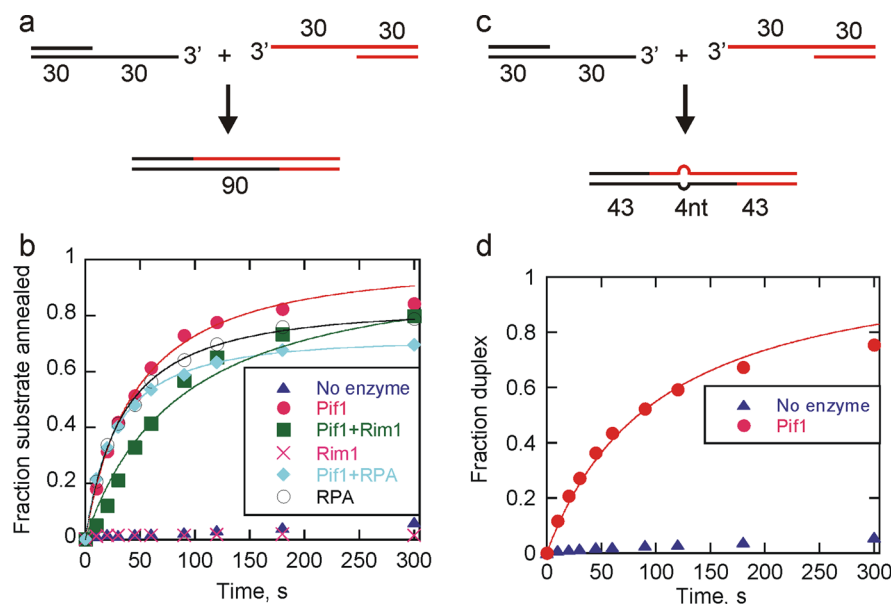 a
30
30
30
30
3’
+
3’
90
b
Fraction substrate annealed
1
0.8
0.6
0.4
0.2
0
0
50
100
150
200
250
300
Time, s
No enzyme
Pif1
Pif1+Rim1
Rim1
Pif1+RPA
RPA
c
30
30
30
30
3’
+
3’
43
4nt
43
d
Fraction duplex
1
0.8
0.6
0.4
0.2
0
0
50
100
150
200
250
300
Time, s
No enzyme
Pif1